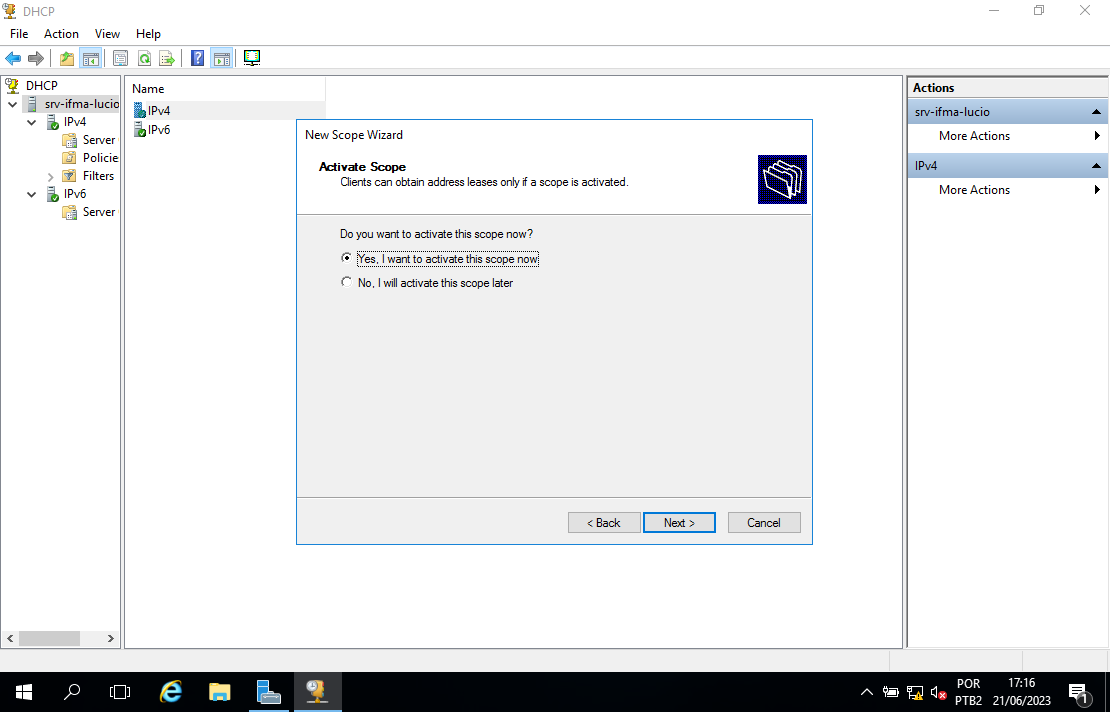 DHCP
File Action View Help
DHCP
srv-ifma-lucio
IPv4
Server
Policie
Filters
IPv6
Server
Name
IPv4
IPv6
New Scope Wizard
Activate Scope
Clients can obtain address leases only if a scope is activated.
Do you want to activate this scope now?
Yes, I want to activate this scope now
No, I will activate this scope later
< Back Next > Cancel
Actions
srv-ifma-lucio
More Actions
IPv4
More Actions
POR 17:16
PTB2 21/06/2023
1